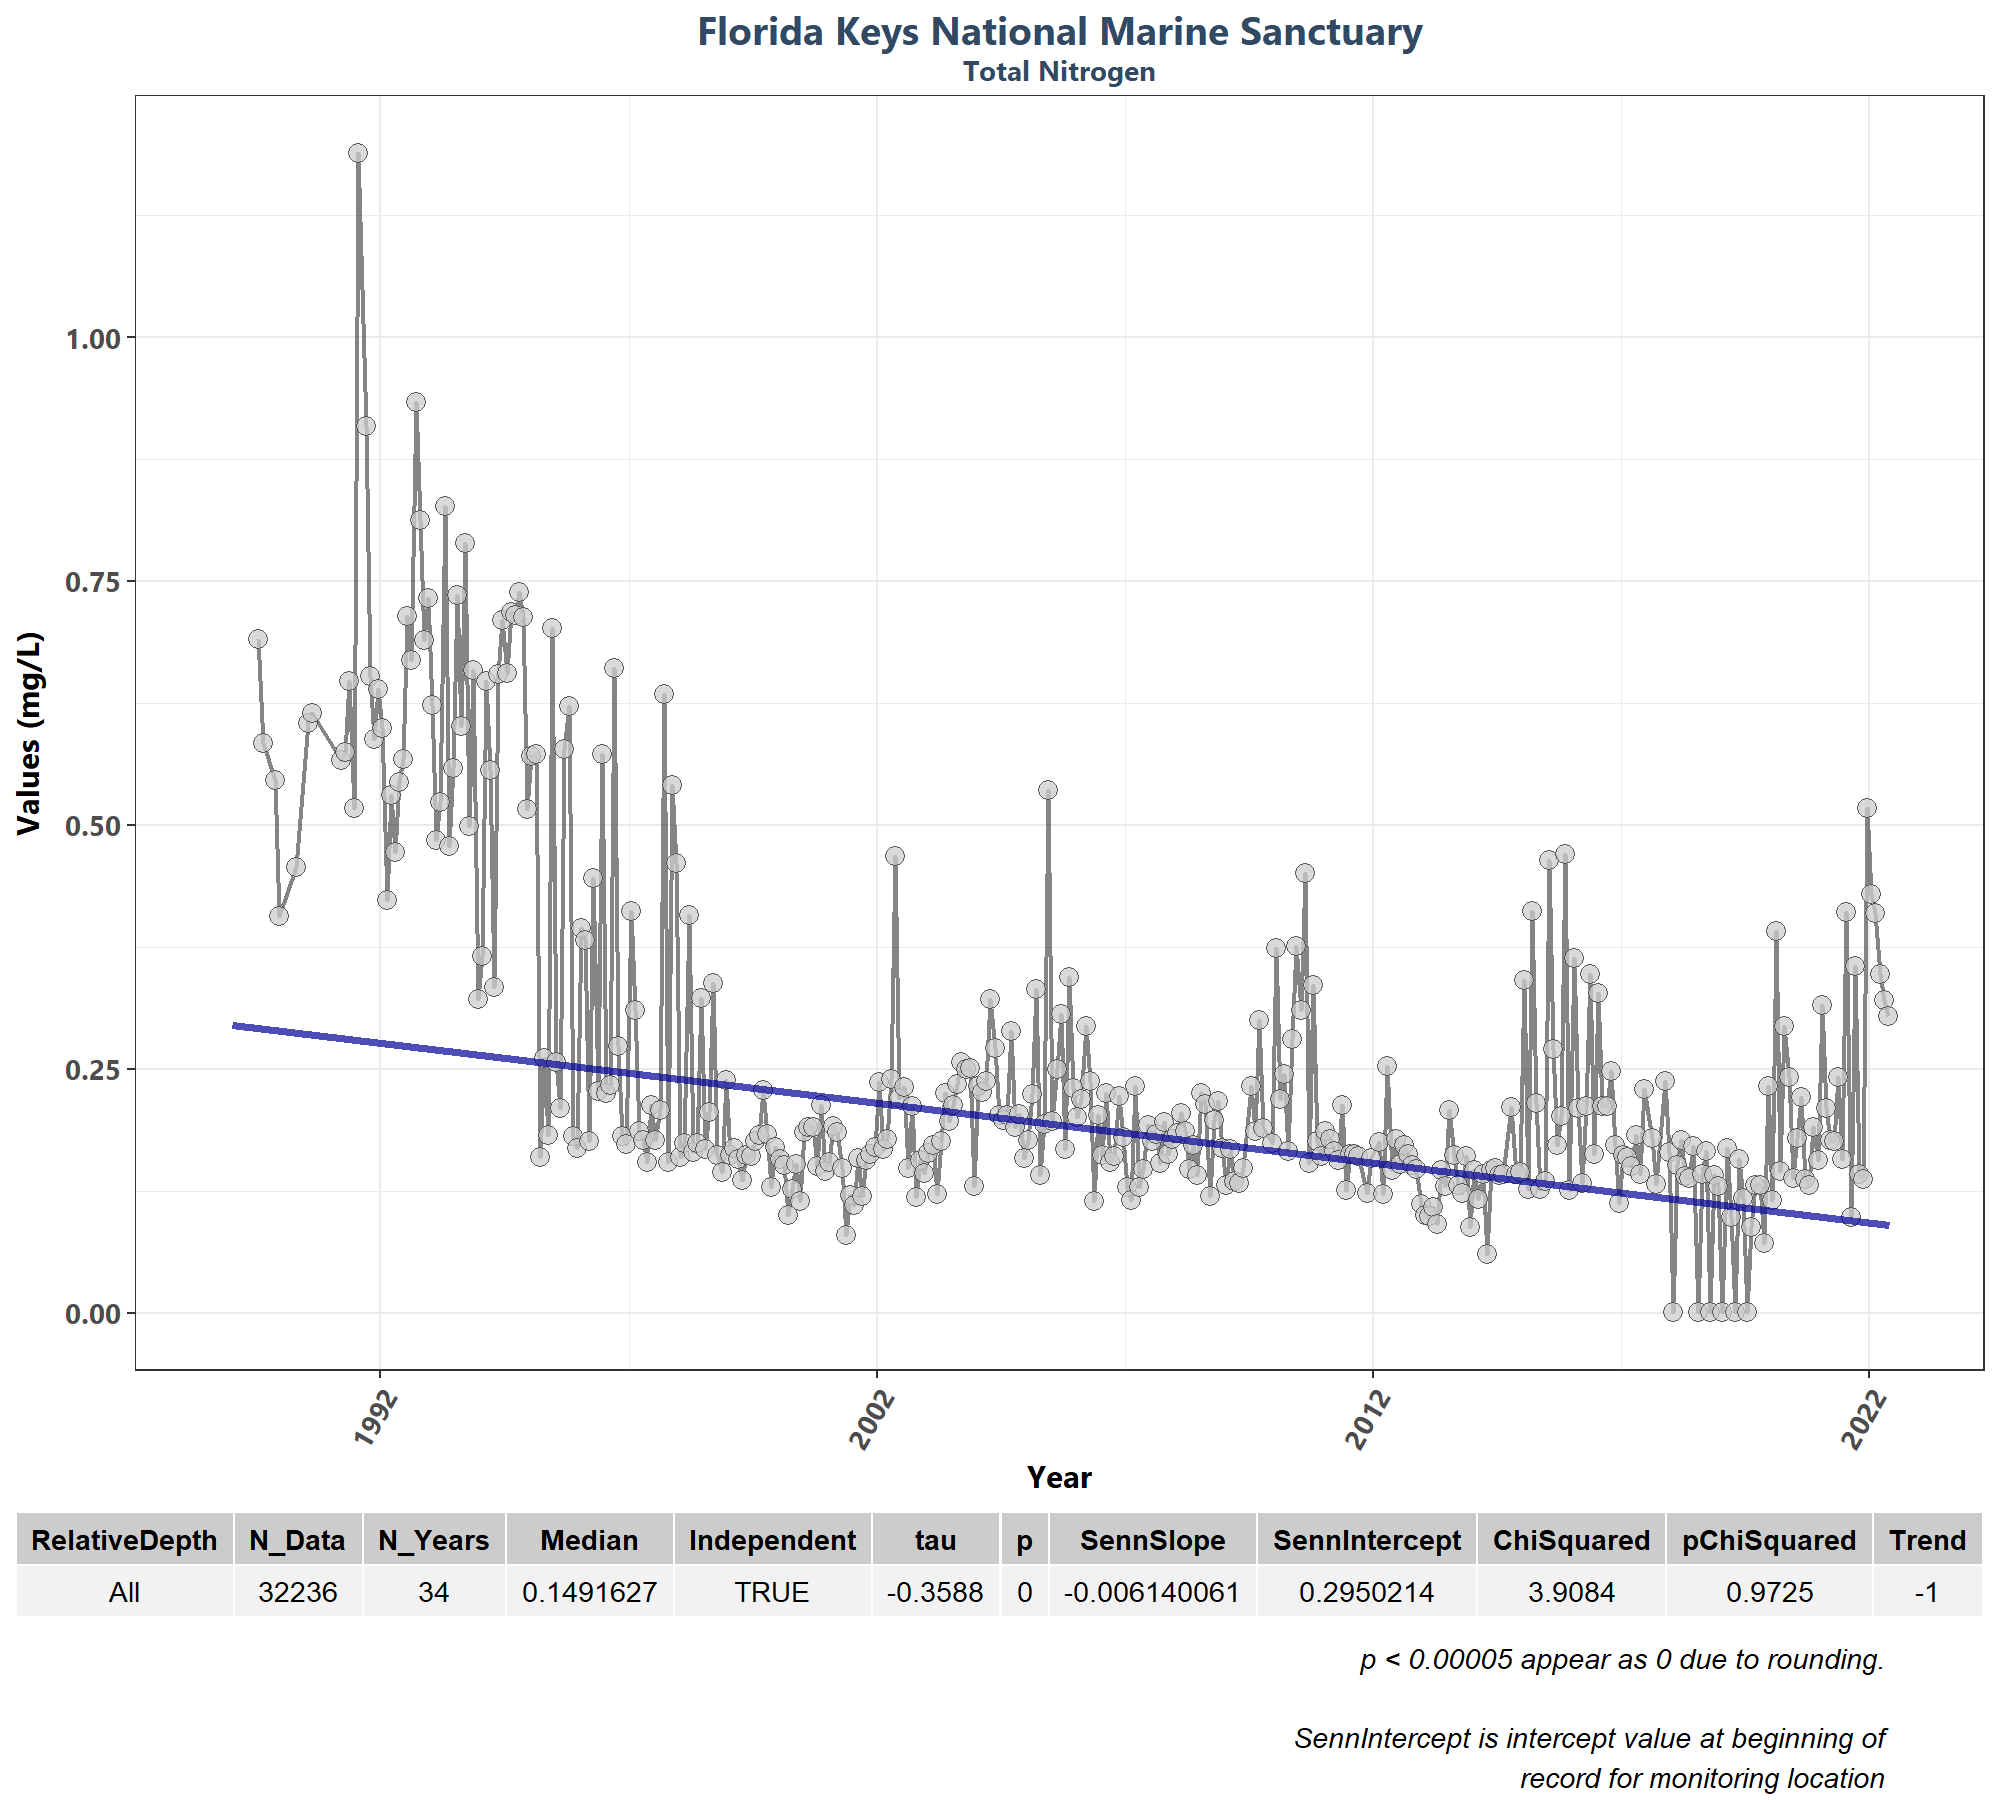 Florida Keys National Marine Sanctuary
Total Nitrogen
Values (mg/L)
1.00
0.75
0.50
0.25
0.00
1992 2002 2012 2022
Year
RelativeDepth N_Data N_Years Median Independent tau p SennSlope SennIntercept ChiSquared pChiSquared Trend
All 32236 34 0.1491627 TRUE -0.3588 0 -0.006140061 0.2950214 3.9084 0.9725 -1
p < 0.00005 appear as 0 due to rounding.
SennIntercept is intercept value at beginning of
record for monitoring location